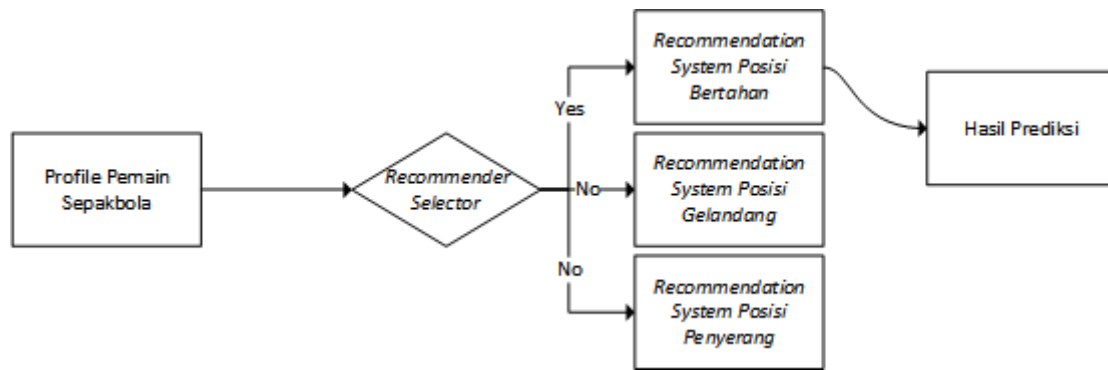 Profile Pemain
Sepakbola
Recommender
Selector
Yes
No
No
Recommendation
System Posisi
Bertahan
Recommendation
System Posisi
Gelandang
Recommendation
System Posisi
Penyerang
Hasil Prediksi